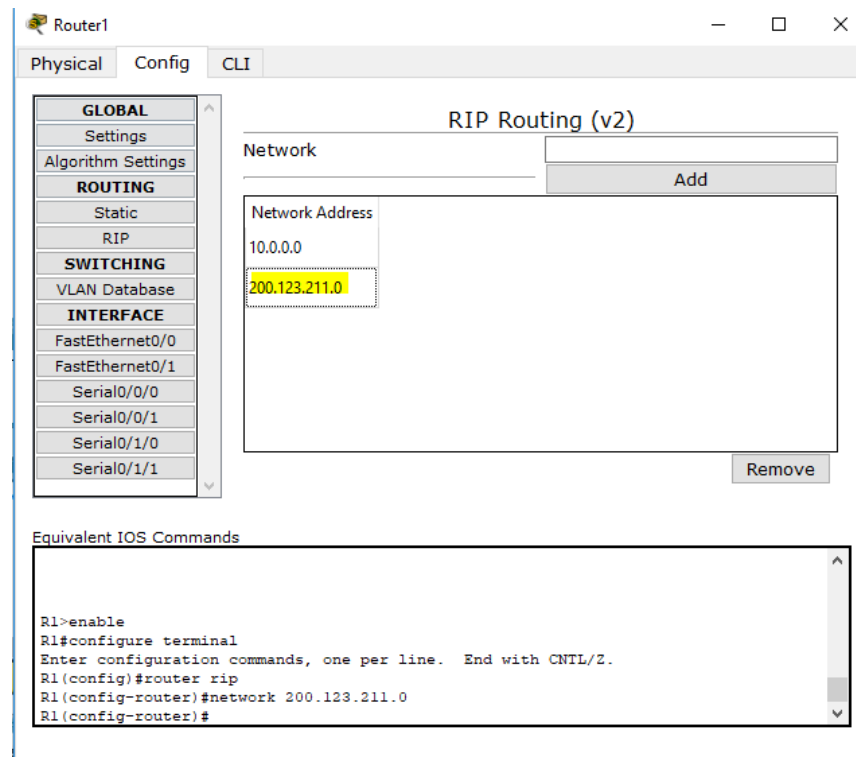 Router1
Physical Config CLI
GLOBAL
Settings
Algorithm Settings
ROUTING
Static
RIP
SWITCHING
VLAN Database
INTERFACE
FastEthernet0/0
FastEthernet0/1
Serial0/0/0
Serial0/0/1
Serial0/1/0
Serial0/1/1
RIP Routing (v2)
Network
Add
Network Address
10.0.0.0
200.123.211.0
Remove
Equivalent IOS Commands
R1>enable
R1#configure terminal
Enter configuration commands, one per line.  End with CNTL/Z.
R1(config)#router rip
R1(config-router)#network 200.123.211.0
R1(config-router)#